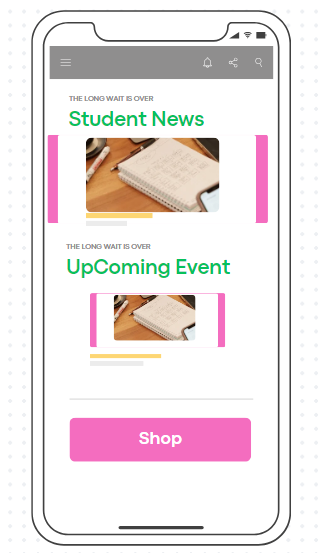 THE LONG WAIT IS OVER
Student News
THE LONG WAIT IS OVER
UpComing Event
Shop